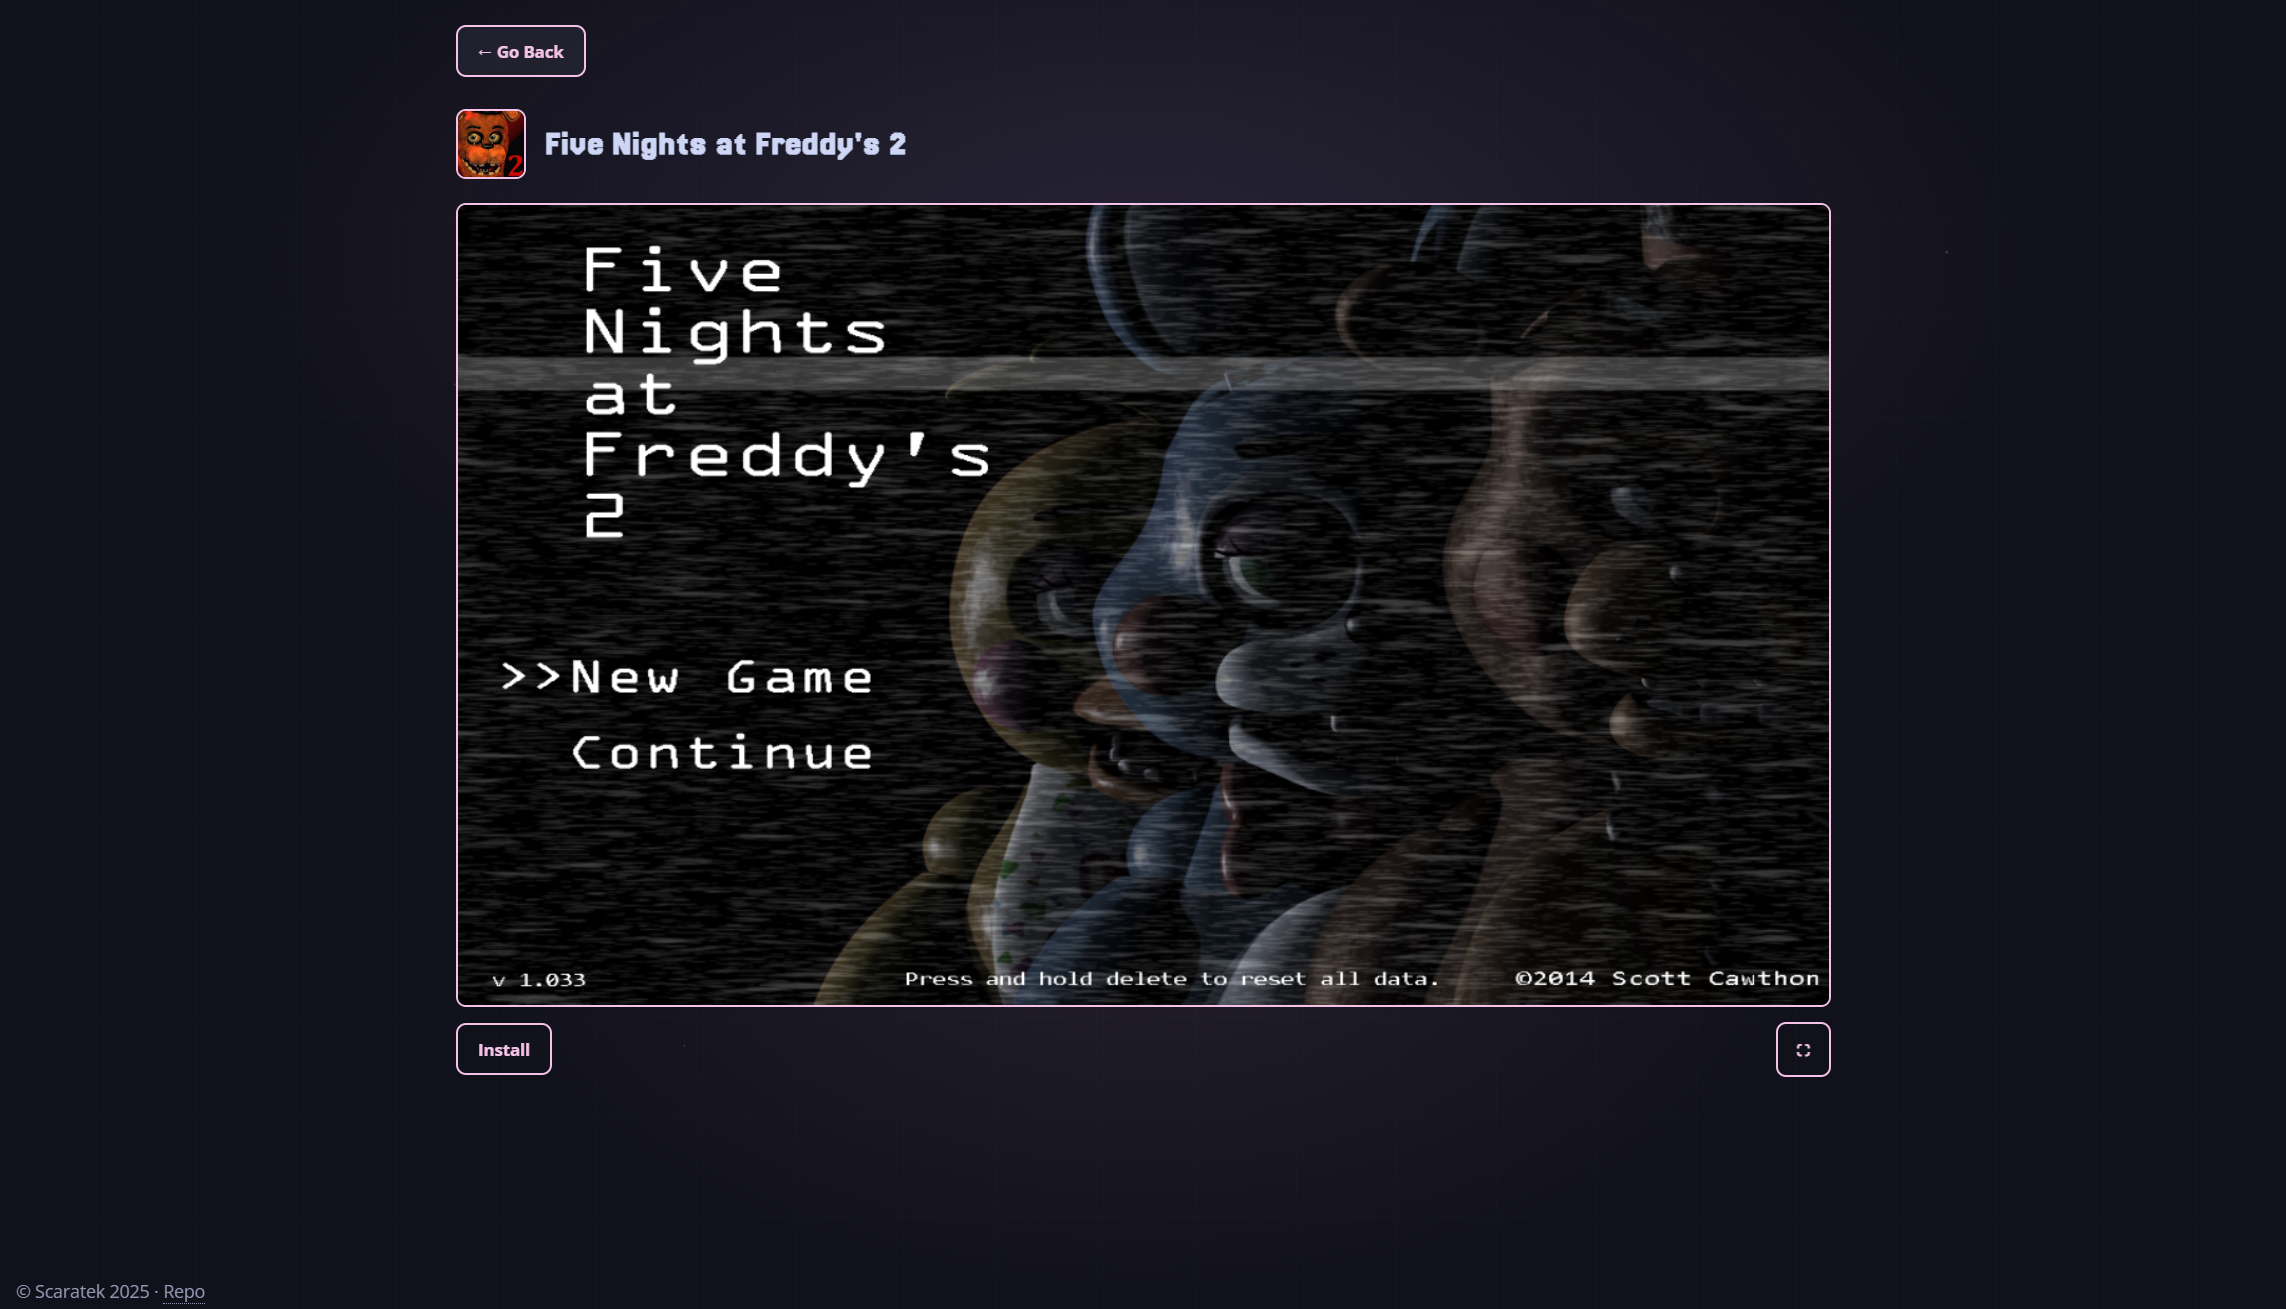 ← Go Back
2
Five Nights at Freddy's 2
Five
Nights
at
Freddy's
2
>>New Game
Continue
v 1.033
Press and hold delete to reset all data.
©2014 Scott Cawthon
Install
© Scaratek 2025 · Repo